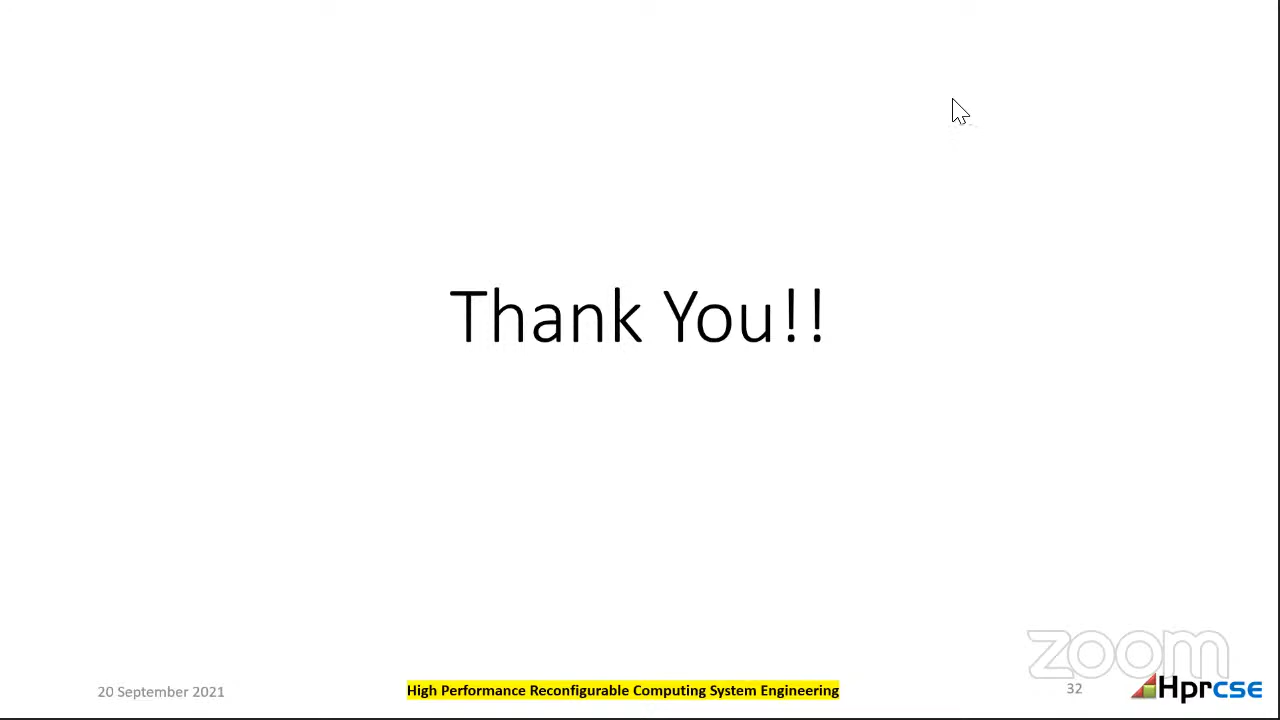 Thank You!!
zoom
20 September 2021
High Performance Reconfigurable Computing System Engineering
32
Hprcse